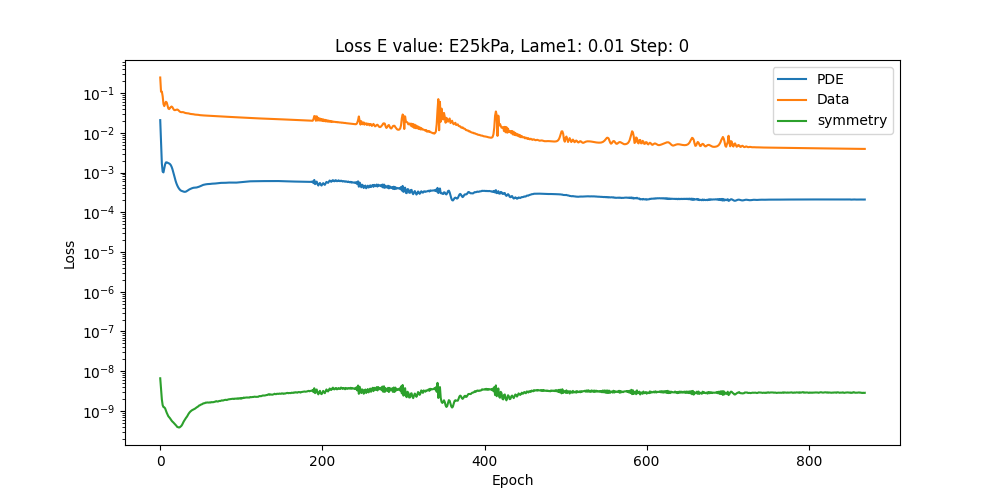 Loss E value: E25kPa, Lame1: 0.01 Step: 0
PDE
Data
symmetry
10⁻¹
10⁻²
10⁻³
10⁻⁴
10⁻⁵
10⁻⁶
10⁻⁷
10⁻⁸
10⁻⁹
Loss
0 200 400 600 800
Epoch